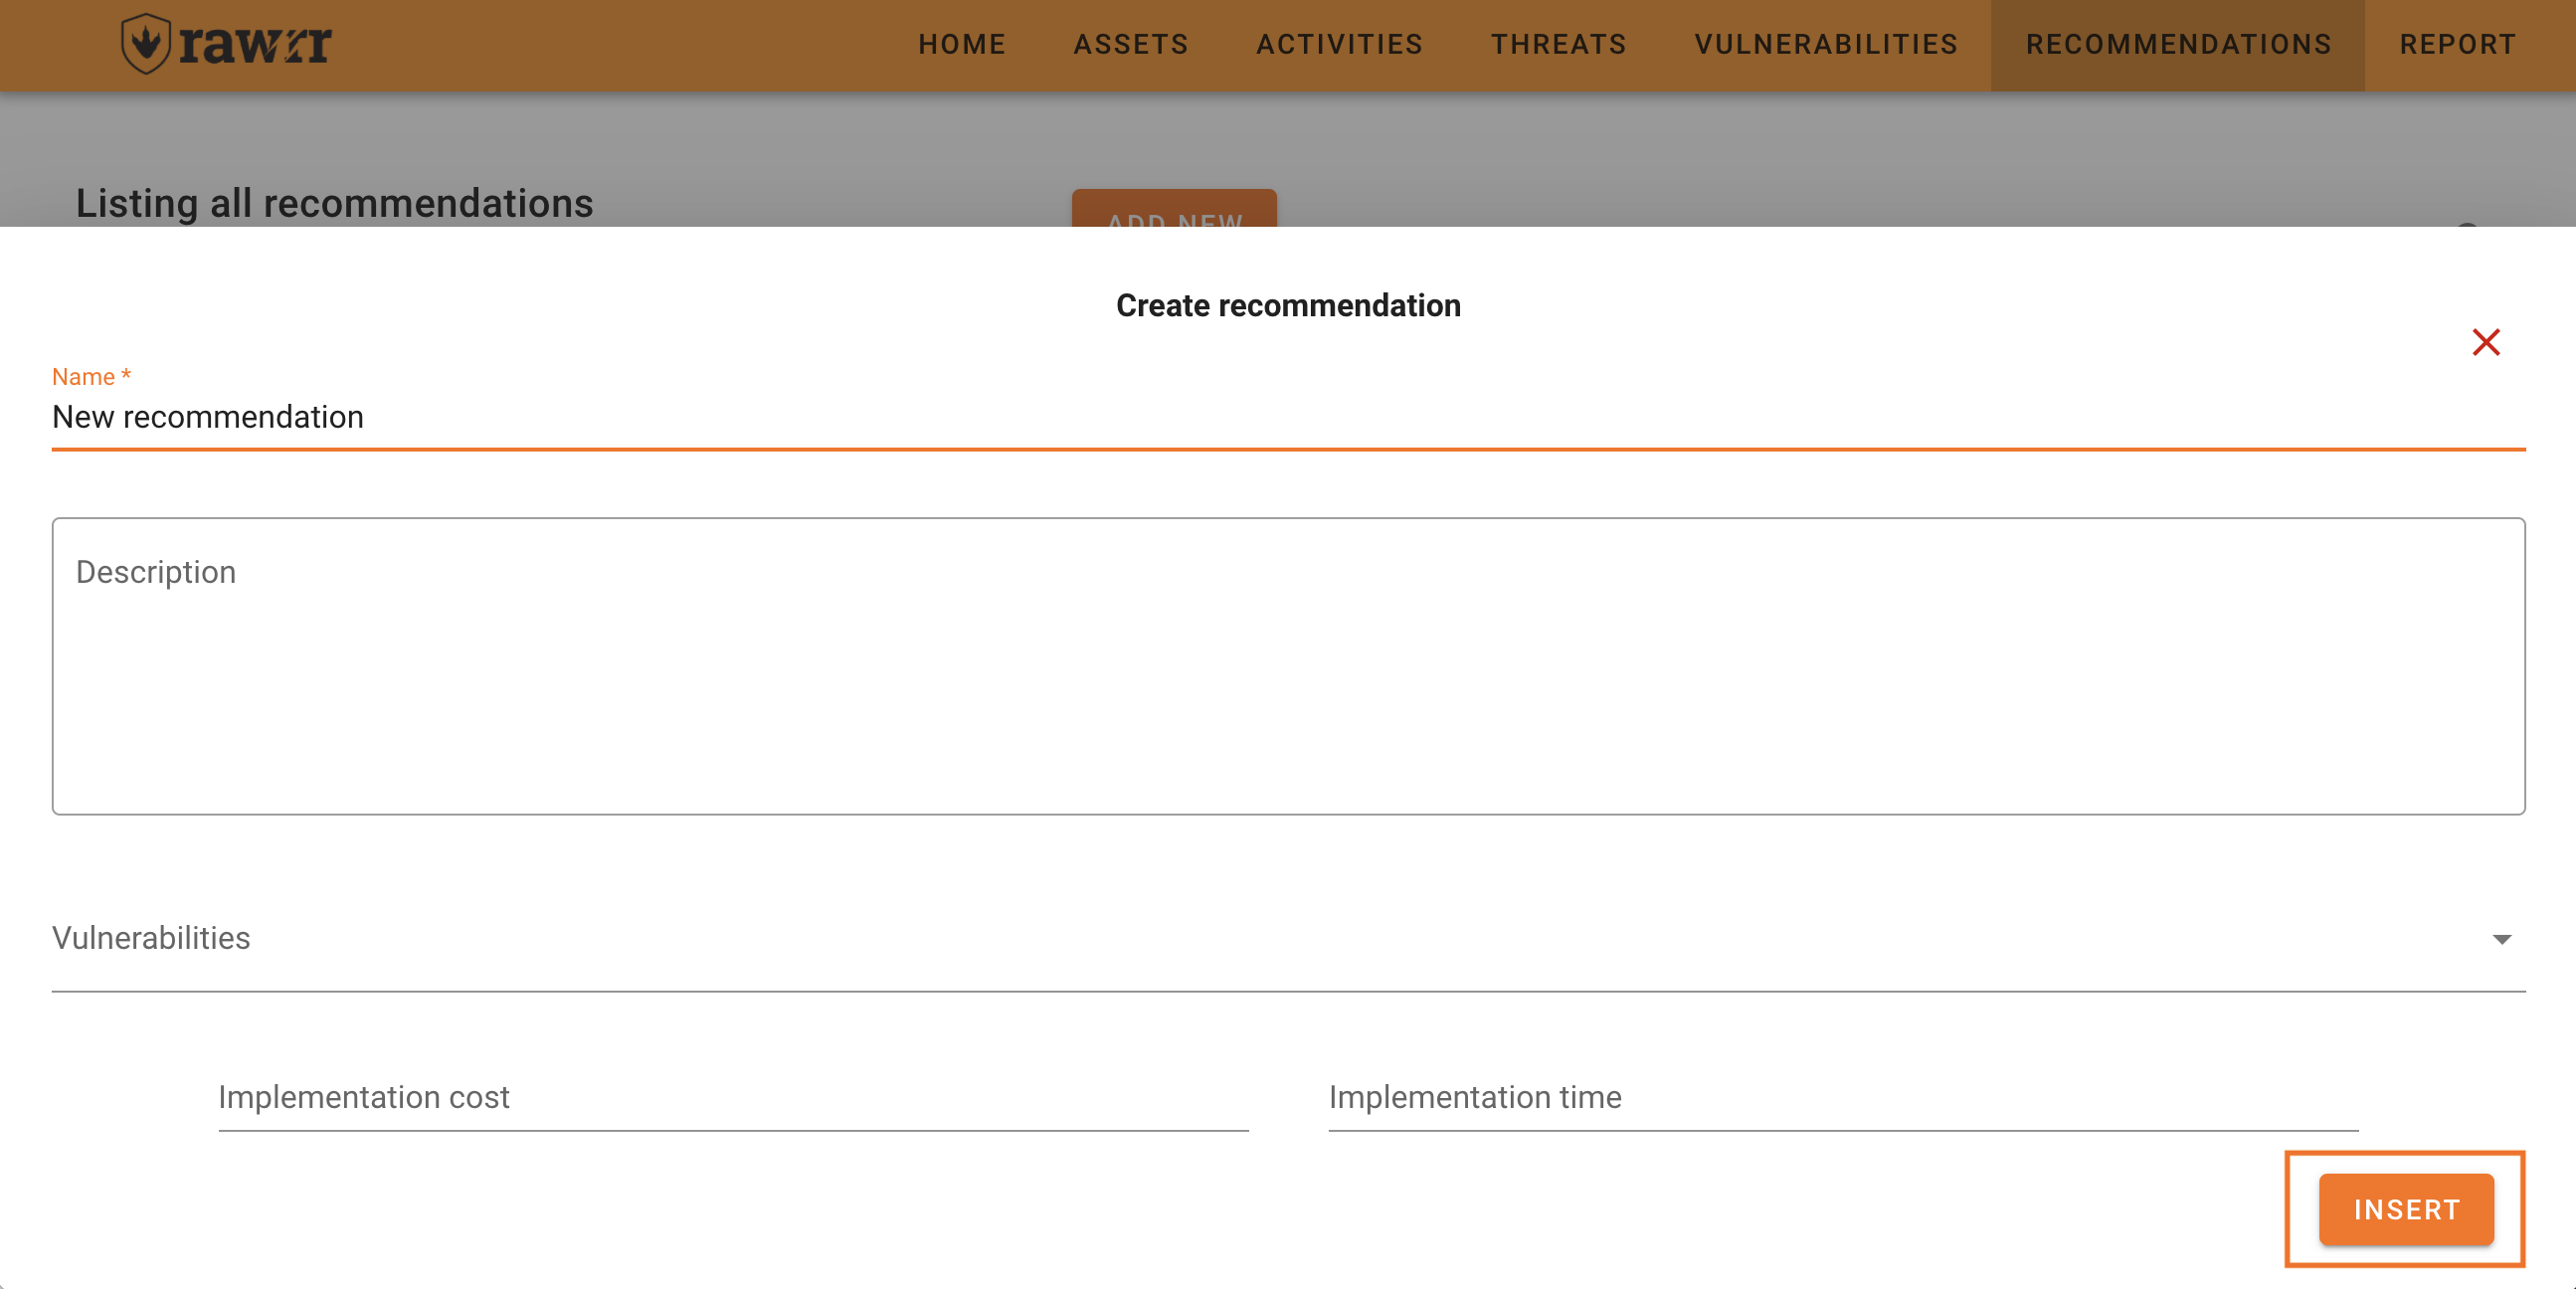 rawrr
HOME ASSETS ACTIVITIES THREATS VULNERABILITIES RECOMMENDATIONS REPORT
Listing all recommendations
ADD NEW
Create recommendation
Name *
New recommendation
Description
Vulnerabilities
Implementation cost Implementation time
INSERT